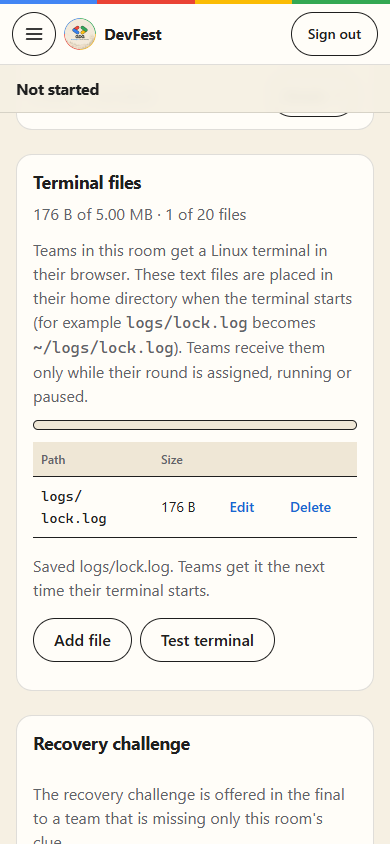 DevFest
Sign out
Not started
Terminal files
176 B of 5.00 MB · 1 of 20 files
Teams in this room get a Linux terminal in
their browser. These text files are placed in
their home directory when the terminal starts
(for example logs/lock.log becomes
~/logs/lock.log). Teams receive them
only while their round is assigned, running or
paused.
Path Size
logs/
lock.log 176 B Edit Delete
Saved logs/lock.log. Teams get it the next
time their terminal starts.
Add file Test terminal
Recovery challenge
The recovery challenge is offered in the final
to a team that is missing only this room's
clue